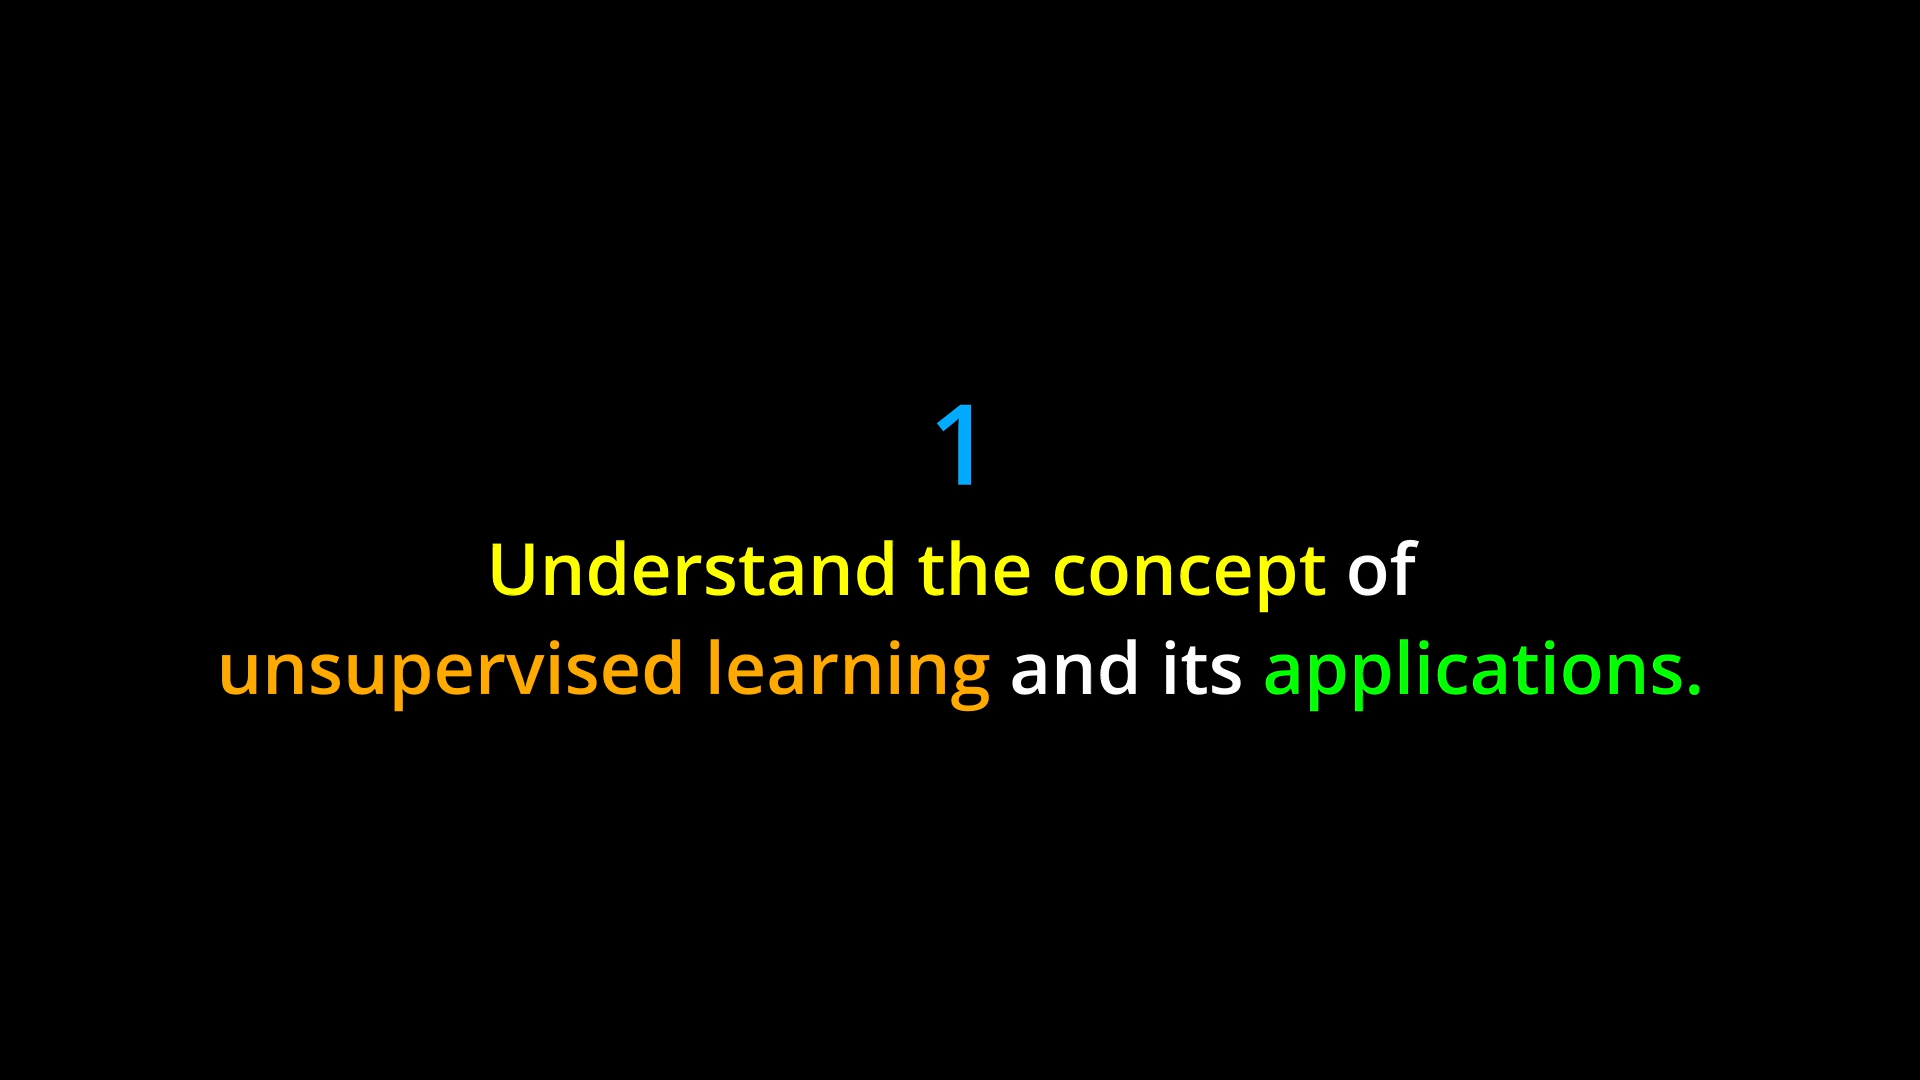 1
Understand the concept of
unsupervised learning and its applications.